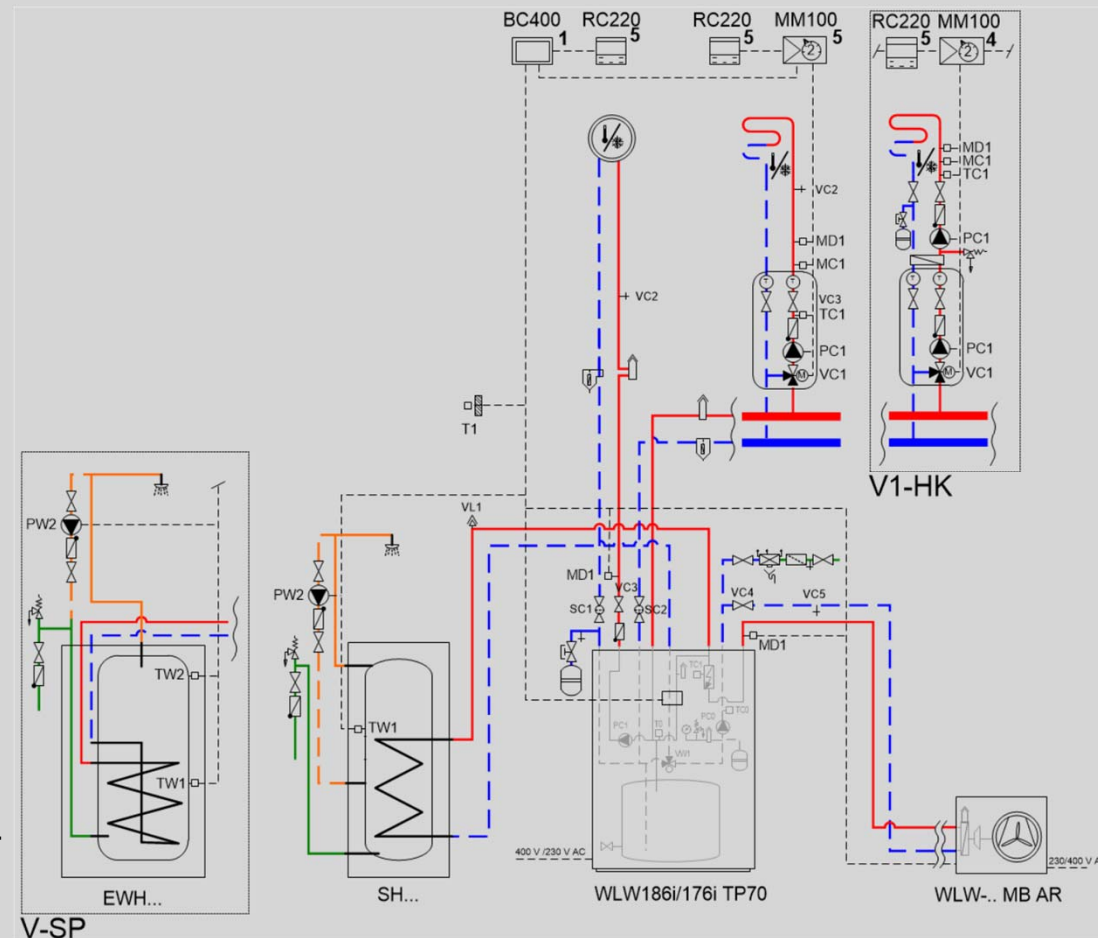 BC400 RC220 RC220 MM100 RC220 MM100
1 5 5 2 5 5 2 4
MD1
MC1
TC1
VC2
PC1
MD1
MC1
VC2
VC3
TC1
T
T
T
T
PC1
PC1
VC1
M
VC1
M
T1
V1-HK
VL1
PW2
MD1
VC3
PW2
SC1
SC2
VC4
VC5
MD1
TW2
TC1
TW1
PC1
T0
PC0
TC0
TW1
VW1
400 V /230 V AC
230/400 V A
EWH...
SH...
WLW186i/176i TP70
WLW-.. MB AR
V-SP